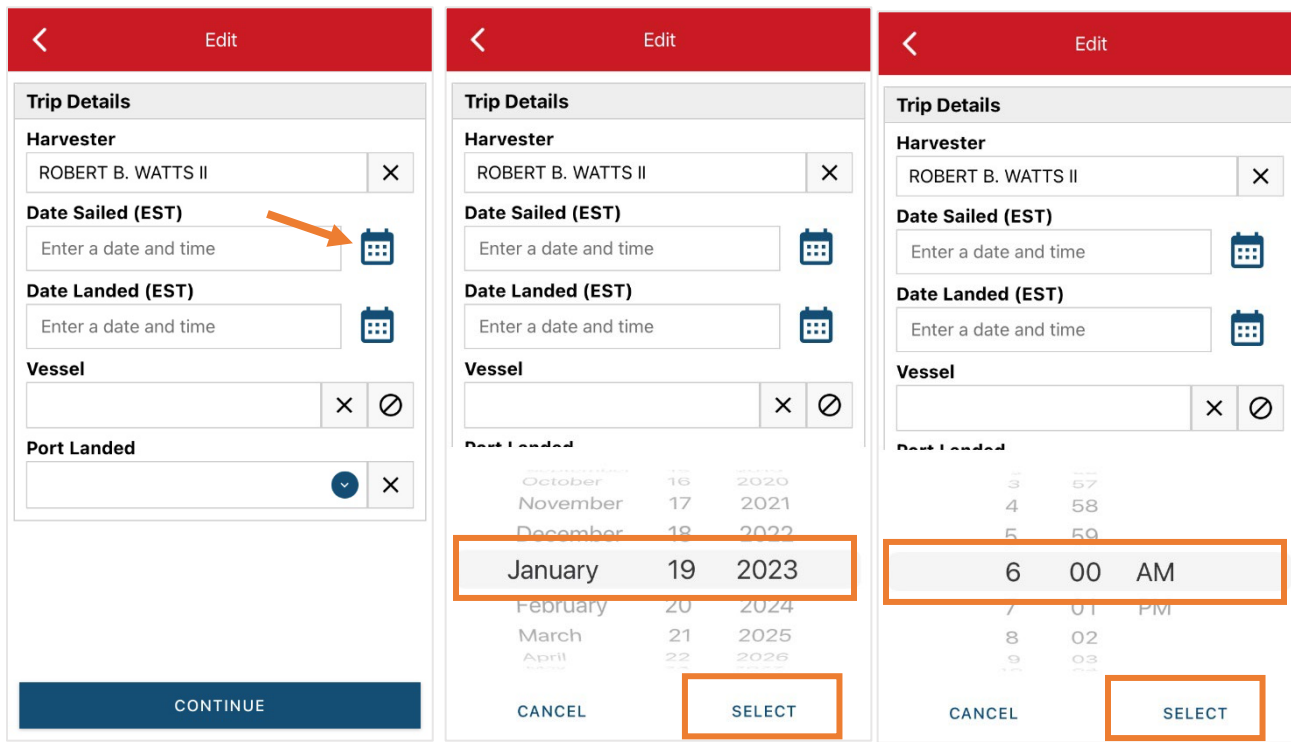 Edit
Trip Details
Harvester
ROBERT B. WATTS II
Date Sailed (EST)
Enter a date and time
Date Landed (EST)
Enter a date and time
Vessel
Port Landed
CONTINUE
Edit
Trip Details
Harvester
ROBERT B. WATTS II
Date Sailed (EST)
Enter a date and time
Date Landed (EST)
Enter a date and time
Vessel
Port Landed
October 16 2020
November 17 2021
December 18 2022
January 19 2023
February 20 2024
March 21 2025
April 22 2026
CANCEL SELECT
Edit
Trip Details
Harvester
ROBERT B. WATTS II
Date Sailed (EST)
Enter a date and time
Date Landed (EST)
Enter a date and time
Vessel
Port Landed
3 57
4 58
5 59
6 00 AM
7 01 PM
8 02
9 03
CANCEL SELECT